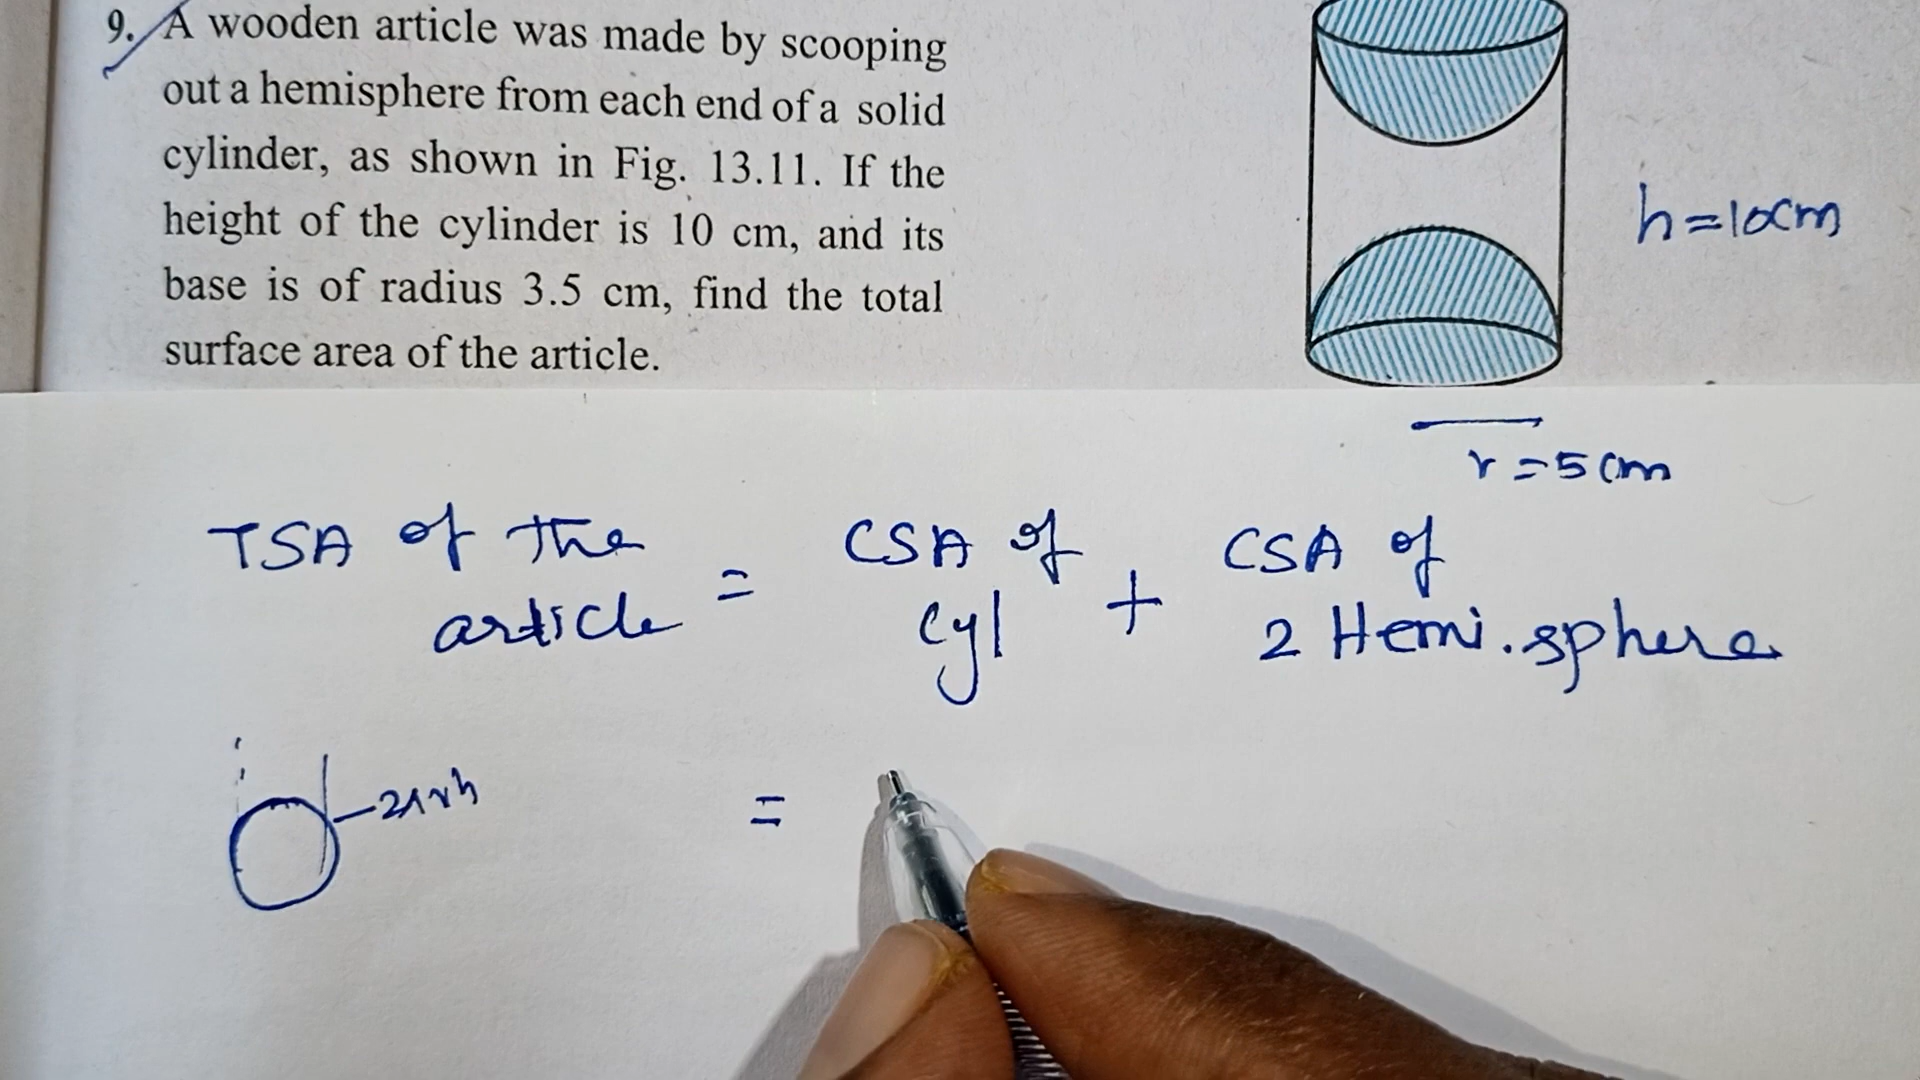 9. A wooden article was made by scooping
out a hemisphere from each end of a solid
cylinder, as shown in Fig. 13.11. If the
height of the cylinder is 10 cm, and its
base is of radius 3.5 cm, find the total
surface area of the article.
h=10cm
r=5cm
TSA of the article = CSA of cyl + CSA of 2 Hemi.sphere
2πrh
=